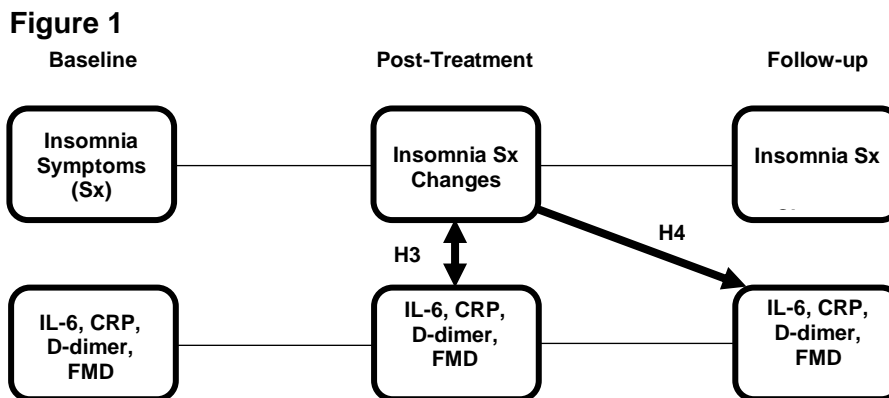 Figure 1
Baseline
Post-Treatment
Follow-up
Insomnia
Symptoms
(Sx)
Insomnia Sx
Changes
Insomnia Sx
H3
H4
IL-6, CRP,
D-dimer,
FMD
IL-6, CRP,
D-dimer,
FMD
IL-6, CRP,
D-dimer,
FMD